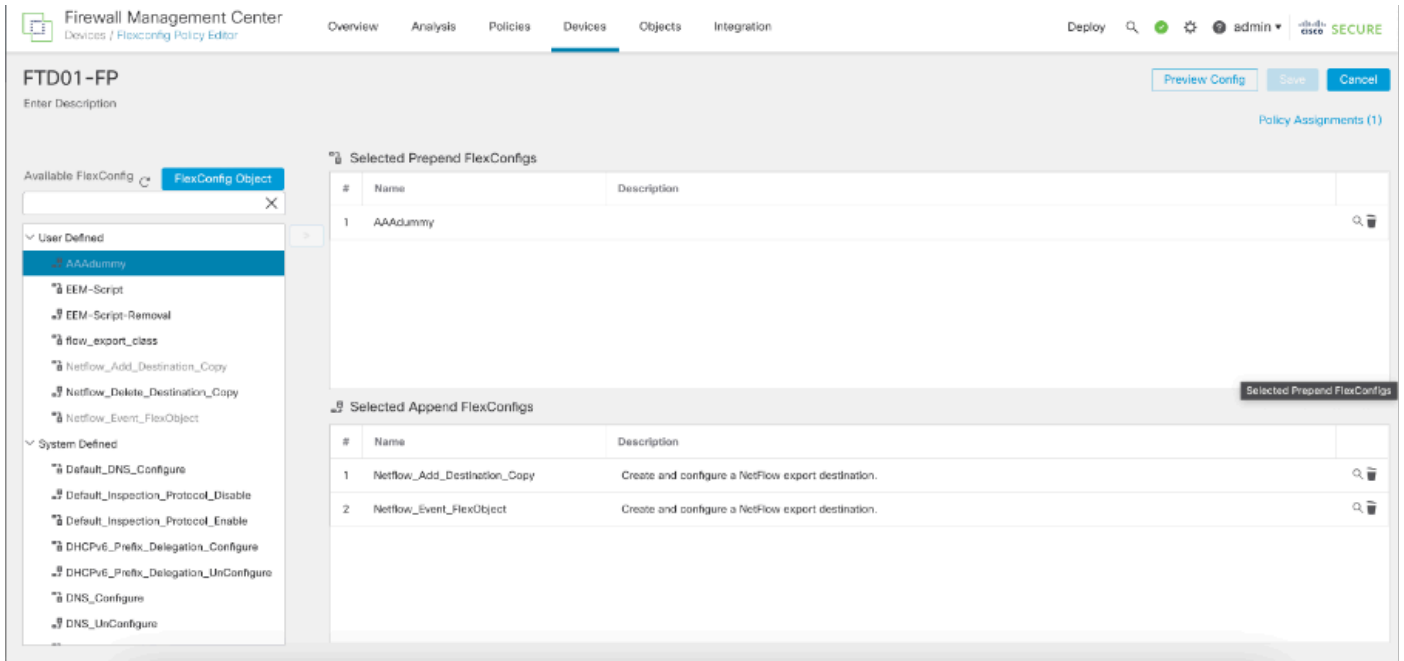 Firewall Management Center
Devices / Flexconfig Policy Editor
Overview Analysis Policies Devices Objects Integration
Deploy admin cisco SECURE
FTD01-FP
Enter Description
Preview Config Save Cancel
Policy Assignments (1)
Available FlexConfig FlexConfig Object
User Defined
AAAdummy
EEM-Script
EEM-Script-Removal
flow_export_class
Netflow_Add_Destination_Copy
Netflow_Delete_Destination_Copy
Netflow_Event_FlexObject
System Defined
Default_DNS_Configure
Default_Inspection_Protocol_Disable
Default_Inspection_Protocol_Enable
DHCPv6_Prefix_Delegation_Configure
DHCPv6_Prefix_Delegation_UnConfigure
DNS_Configure
DNS_UnConfigure
Selected Prepend FlexConfigs
# Name Description
1 AAAdummy
Selected Prepend FlexConfigs
Selected Append FlexConfigs
# Name Description
1 Netflow_Add_Destination_Copy Create and configure a NetFlow export destination.
2 Netflow_Event_FlexObject Create and configure a NetFlow export destination.